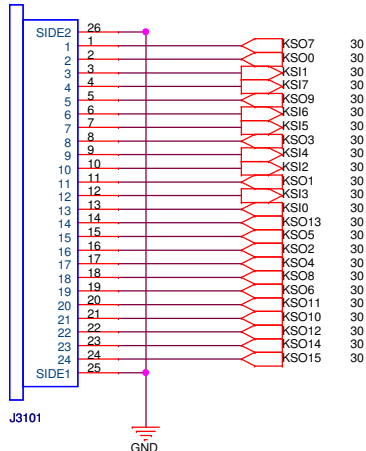 SIDE2 26
1 1 KSO7 30
2 2 KSO0 30
3 3 KSI1 30
4 4 KSI7 30
5 5 KSO9 30
6 6 KSI6 30
7 7 KSI5 30
8 8 KSO3 30
9 9 KSI4 30
10 10 KSI2 30
11 11 KSO1 30
12 12 KSI3 30
13 13 KSI0 30
14 14 KSO13 30
15 15 KSO5 30
16 16 KSO2 30
17 17 KSO4 30
18 18 KSO8 30
19 19 KSO6 30
20 20 KSO11 30
21 21 KSO10 30
22 22 KSO12 30
23 23 KSO14 30
24 24 KSO15 30
SIDE1 25
J3101
GND